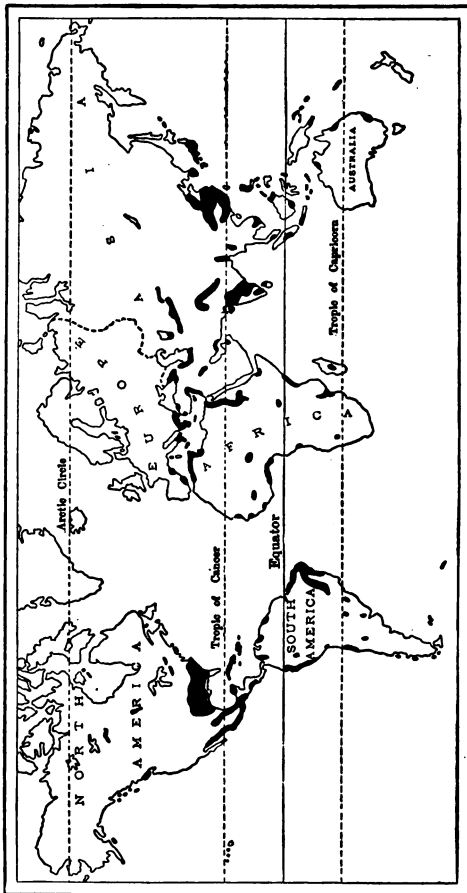 Arctic Circle
NORTH
AMERICA
EUROPE
ASIA
Tropic of Cancer
AFRICA
Equator
SOUTH
AMERICA
Tropic of Capricorn
AUSTRALIA